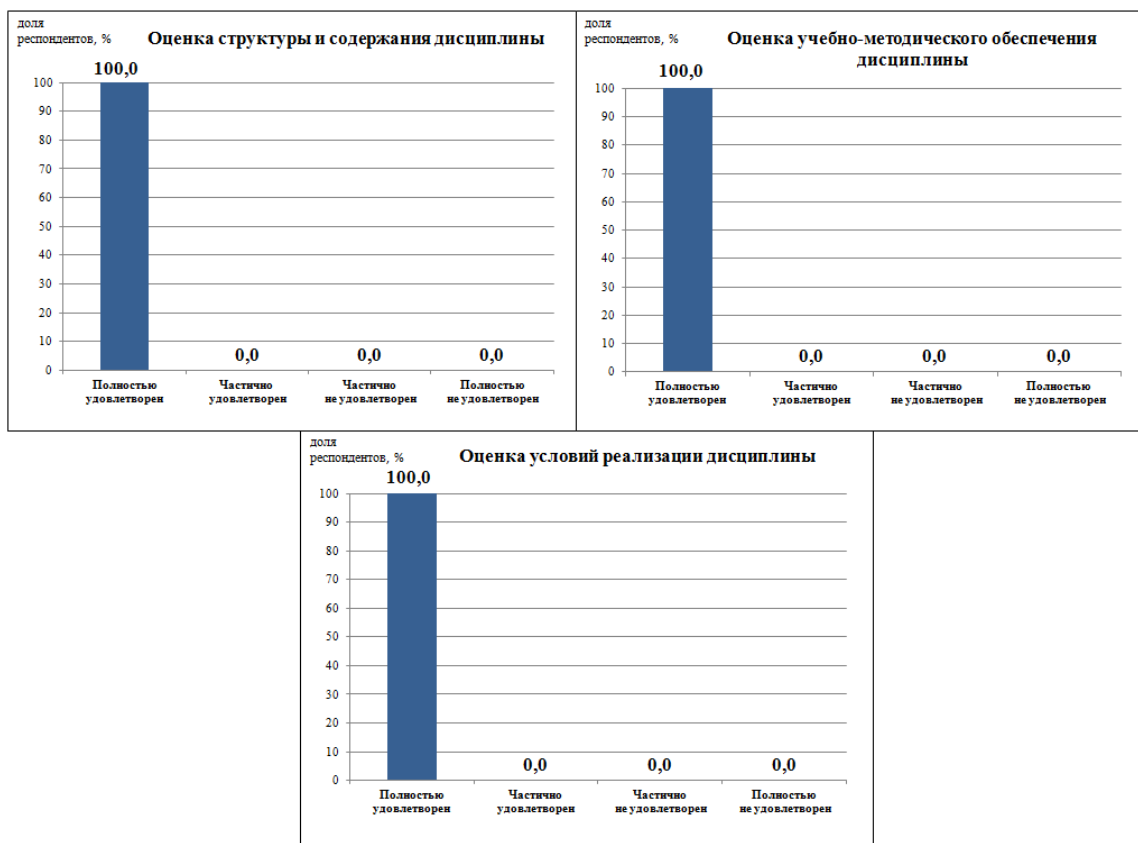 доля
респондентов, %
Оценка структуры и содержания дисциплины
100,0
100
90
80
70
60
50
40
30
20
10
0
0,0 0,0 0,0
Полностью удовлетворен
Частично удовлетворен
Частично не удовлетворен
Полностью не удовлетворен
доля
респондентов, %
Оценка учебно-методического обеспечения
дисциплины
100,0
100
90
80
70
60
50
40
30
20
10
0
0,0 0,0 0,0
Полностью удовлетворен
Частично удовлетворен
Частично не удовлетворен
Полностью не удовлетворен
доля
респондентов, %
Оценка условий реализации дисциплины
100,0
100
90
80
70
60
50
40
30
20
10
0
0,0 0,0 0,0
Полностью удовлетворен
Частично удовлетворен
Частично не удовлетворен
Полностью не удовлетворен